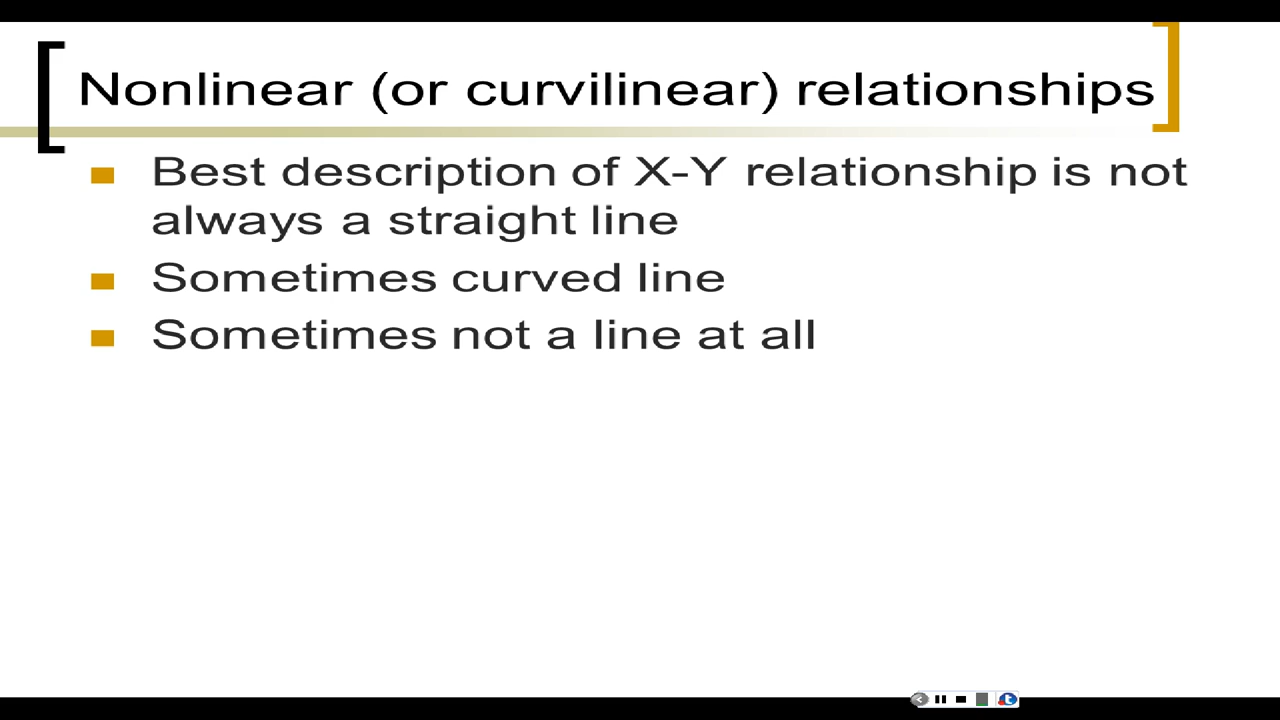 Nonlinear (or curvilinear) relationships
Best description of X-Y relationship is not
always a straight line
Sometimes curved line
Sometimes not a line at all